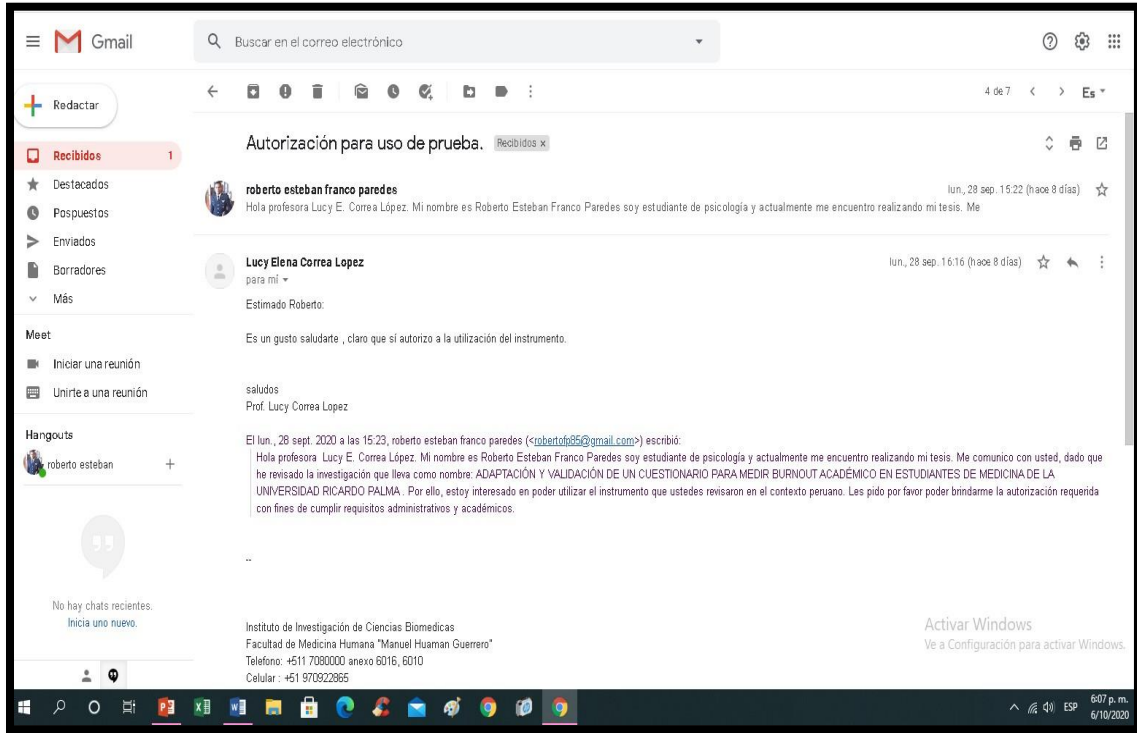 Gmail
Buscar en el correo electrónico
Redactar
4 de 7
Es
Autorización para uso de prueba.
Recibidos x
Recibidos
1
Destacados
Pospuestos
Enviados
Borradores
Más
roberto esteban franco paredes
lun., 28 sep. 15:22 (hace 8 días)
Hola profesora Lucy E. Correa López. Mi nombre es Roberto Esteban Franco Paredes soy estudiante de psicología y actualmente me encuentro realizando mi tesis. Me
Lucy Elena Correa Lopez
lun., 28 sep. 16:16 (hace 8 días)
para mí
Estimado Roberto:
Es un gusto saludarte , claro que sí autorizo a la utilización del instrumento.
saludos
Prof. Lucy Correa Lopez
El lun., 28 sept. 2020 a las 15:23, roberto esteban franco paredes (<robertofp85@gmail.com>) escribió:
Hola profesora Lucy E. Correa López. Mi nombre es Roberto Esteban Franco Paredes soy estudiante de psicología y actualmente me encuentro realizando mi tesis. Me comunico con usted, dado que
he revisado la investigación que lleva como nombre: ADAPTACIÓN Y VALIDACIÓN DE UN CUESTIONARIO PARA MEDIR BURNOUT ACADÉMICO EN ESTUDIANTES DE MEDICINA DE LA
UNIVERSIDAD RICARDO PALMA . Por ello, estoy interesado en poder utilizar el instrumento que ustedes revisaron en el contexto peruano. Les pido por favor poder brindarme la autorización requerida
con fines de cumplir requisitos administrativos y académicos.
--
Instituto de Investigación de Ciencias Biomedicas
Facultad de Medicina Humana "Manuel Huaman Guerrero"
Telefono: +511 7080000 anexo 6016, 6010
Celular : +51 970922865
Meet
Iniciar una reunión
Unirte a una reunión
Hangouts
roberto esteban
No hay chats recientes.
Inicia uno nuevo.
Activar Windows
Ve a Configuración para activar Windows.
ESP
6:07 p. m.
6/10/2020